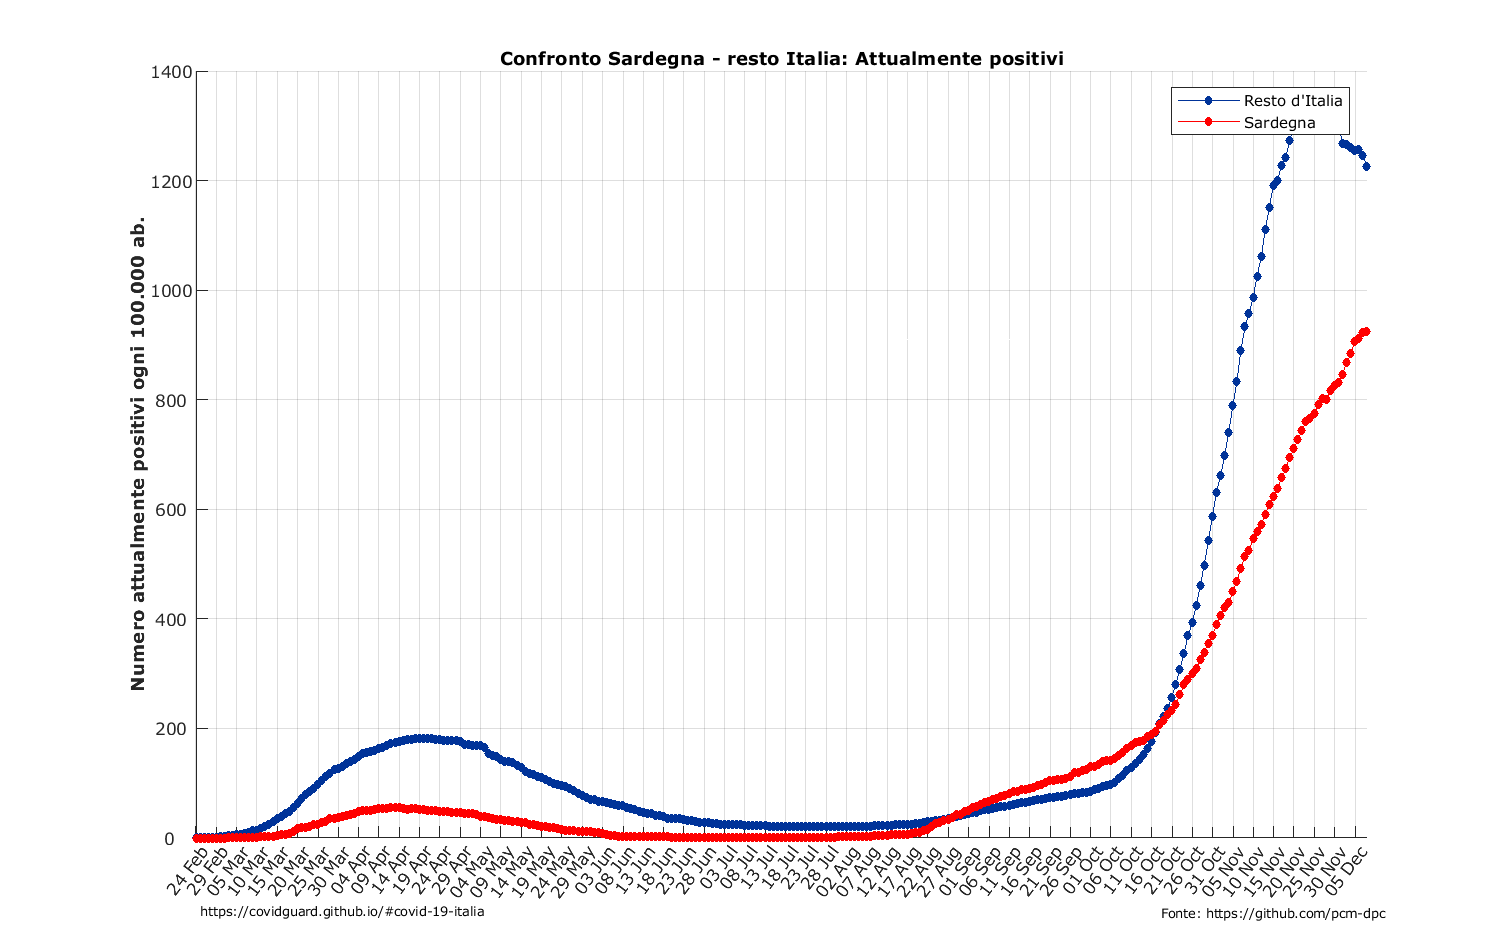 Confronto Sardegna - resto Italia: Attualmente positivi
Resto d'Italia
Sardegna
Numero attualmente positivi ogni 100.000 ab.
1400
1200
1000
800
600
400
200
0
24 Feb
29 Feb
05 Mar
10 Mar
15 Mar
20 Mar
25 Mar
30 Mar
04 Apr
09 Apr
14 Apr
19 Apr
24 Apr
29 Apr
04 May
09 May
14 May
19 May
24 May
29 May
03 Jun
08 Jun
13 Jun
18 Jun
23 Jun
28 Jun
03 Jul
08 Jul
13 Jul
18 Jul
23 Jul
28 Jul
02 Aug
07 Aug
12 Aug
17 Aug
22 Aug
27 Aug
01 Sep
06 Sep
11 Sep
16 Sep
21 Sep
26 Sep
01 Oct
06 Oct
11 Oct
16 Oct
21 Oct
26 Oct
31 Oct
05 Nov
10 Nov
15 Nov
20 Nov
25 Nov
30 Nov
05 Dec
https://covidguard.github.io/#covid-19-italia
Fonte: https://github.com/pcm-dpc